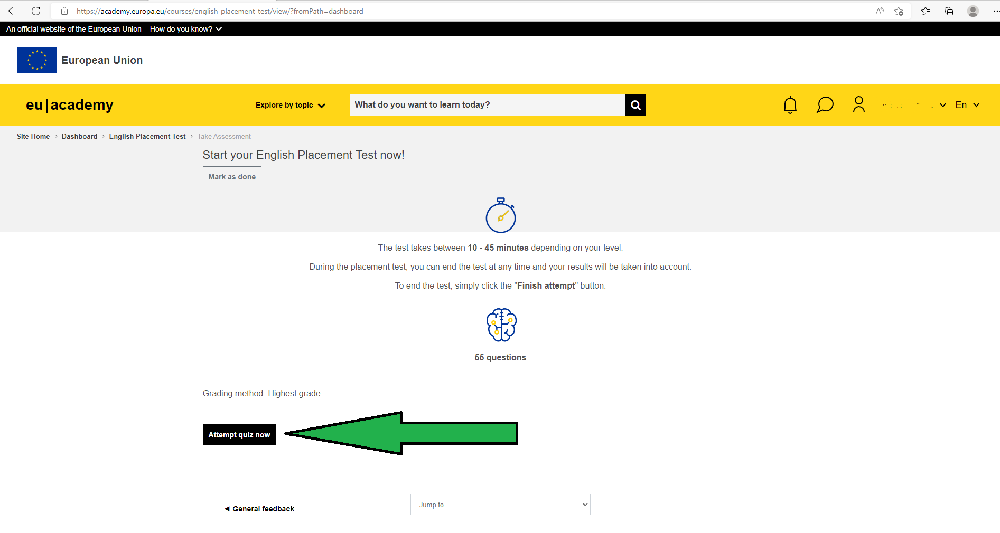 https://academy.europa.eu/courses/english-placement-test/view/?fromPath=dashboard
An official website of the European Union How do you know?
European Union
eu|academy
Explore by topic
What do you want to learn today?
En
Site Home › Dashboard › English Placement Test › Take Assessment
Start your English Placement Test now!
Mark as done
The test takes between 10 - 45 minutes depending on your level.
During the placement test, you can end the test at any time and your results will be taken into account.
To end the test, simply click the "Finish attempt" button.
55 questions
Grading method: Highest grade
Attempt quiz now
◄ General feedback
Jump to...